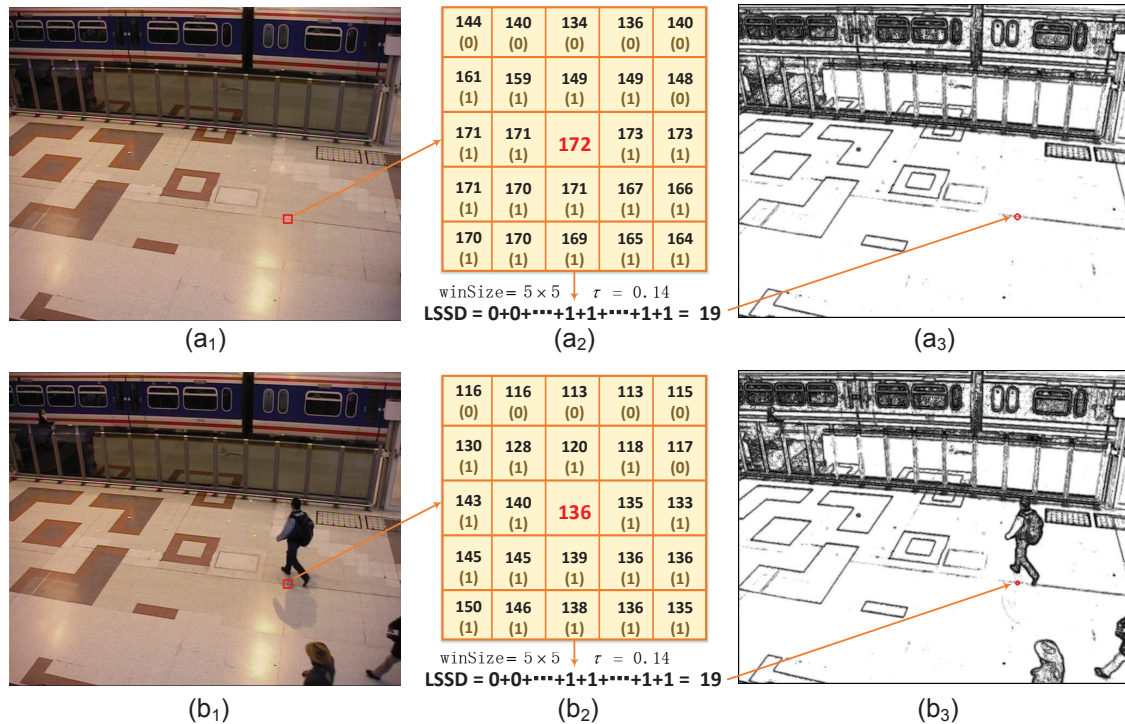 144 140 134 136 140
(0) (0) (0) (0) (0)
161 159 149 149 148
(1) (1) (1) (1) (0)
171 171 172 173 173
(1) (1) (1) (1)
171 170 171 167 166
(1) (1) (1) (1) (1)
170 170 169 165 164
(1) (1) (1) (1) (1)
winSize= 5×5 τ = 0.14
LSSD = 0+0+···+1+1+···+1+1 = 19
(a₁) (a₂) (a₃)
116 116 113 113 115
(0) (0) (0) (0) (0)
130 128 120 118 117
(1) (1) (1) (1) (0)
143 140 136 135 133
(1) (1) (1) (1)
145 145 139 136 136
(1) (1) (1) (1) (1)
150 146 138 136 135
(1) (1) (1) (1) (1)
winSize= 5×5 τ = 0.14
LSSD = 0+0+···+1+1+···+1+1 = 19
(b₁) (b₂) (b₃)